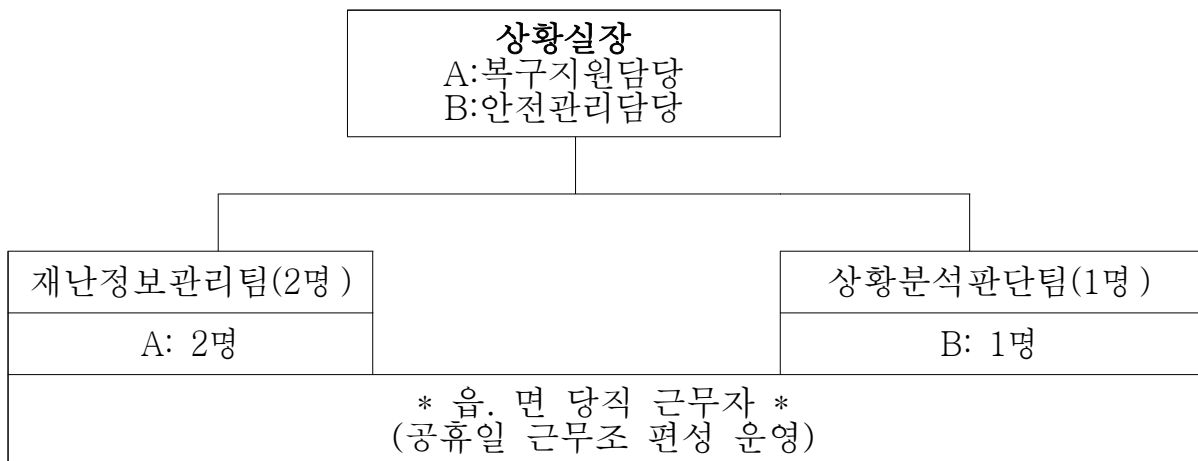 상황실장
A:복구지원담당
B:안전관리담당
재난정보관리팀(2명)
상황분석판단팀(1명)
A: 2명
B: 1명
* 읍. 면 당직 근무자 *
(공휴일 근무조 편성 운영)